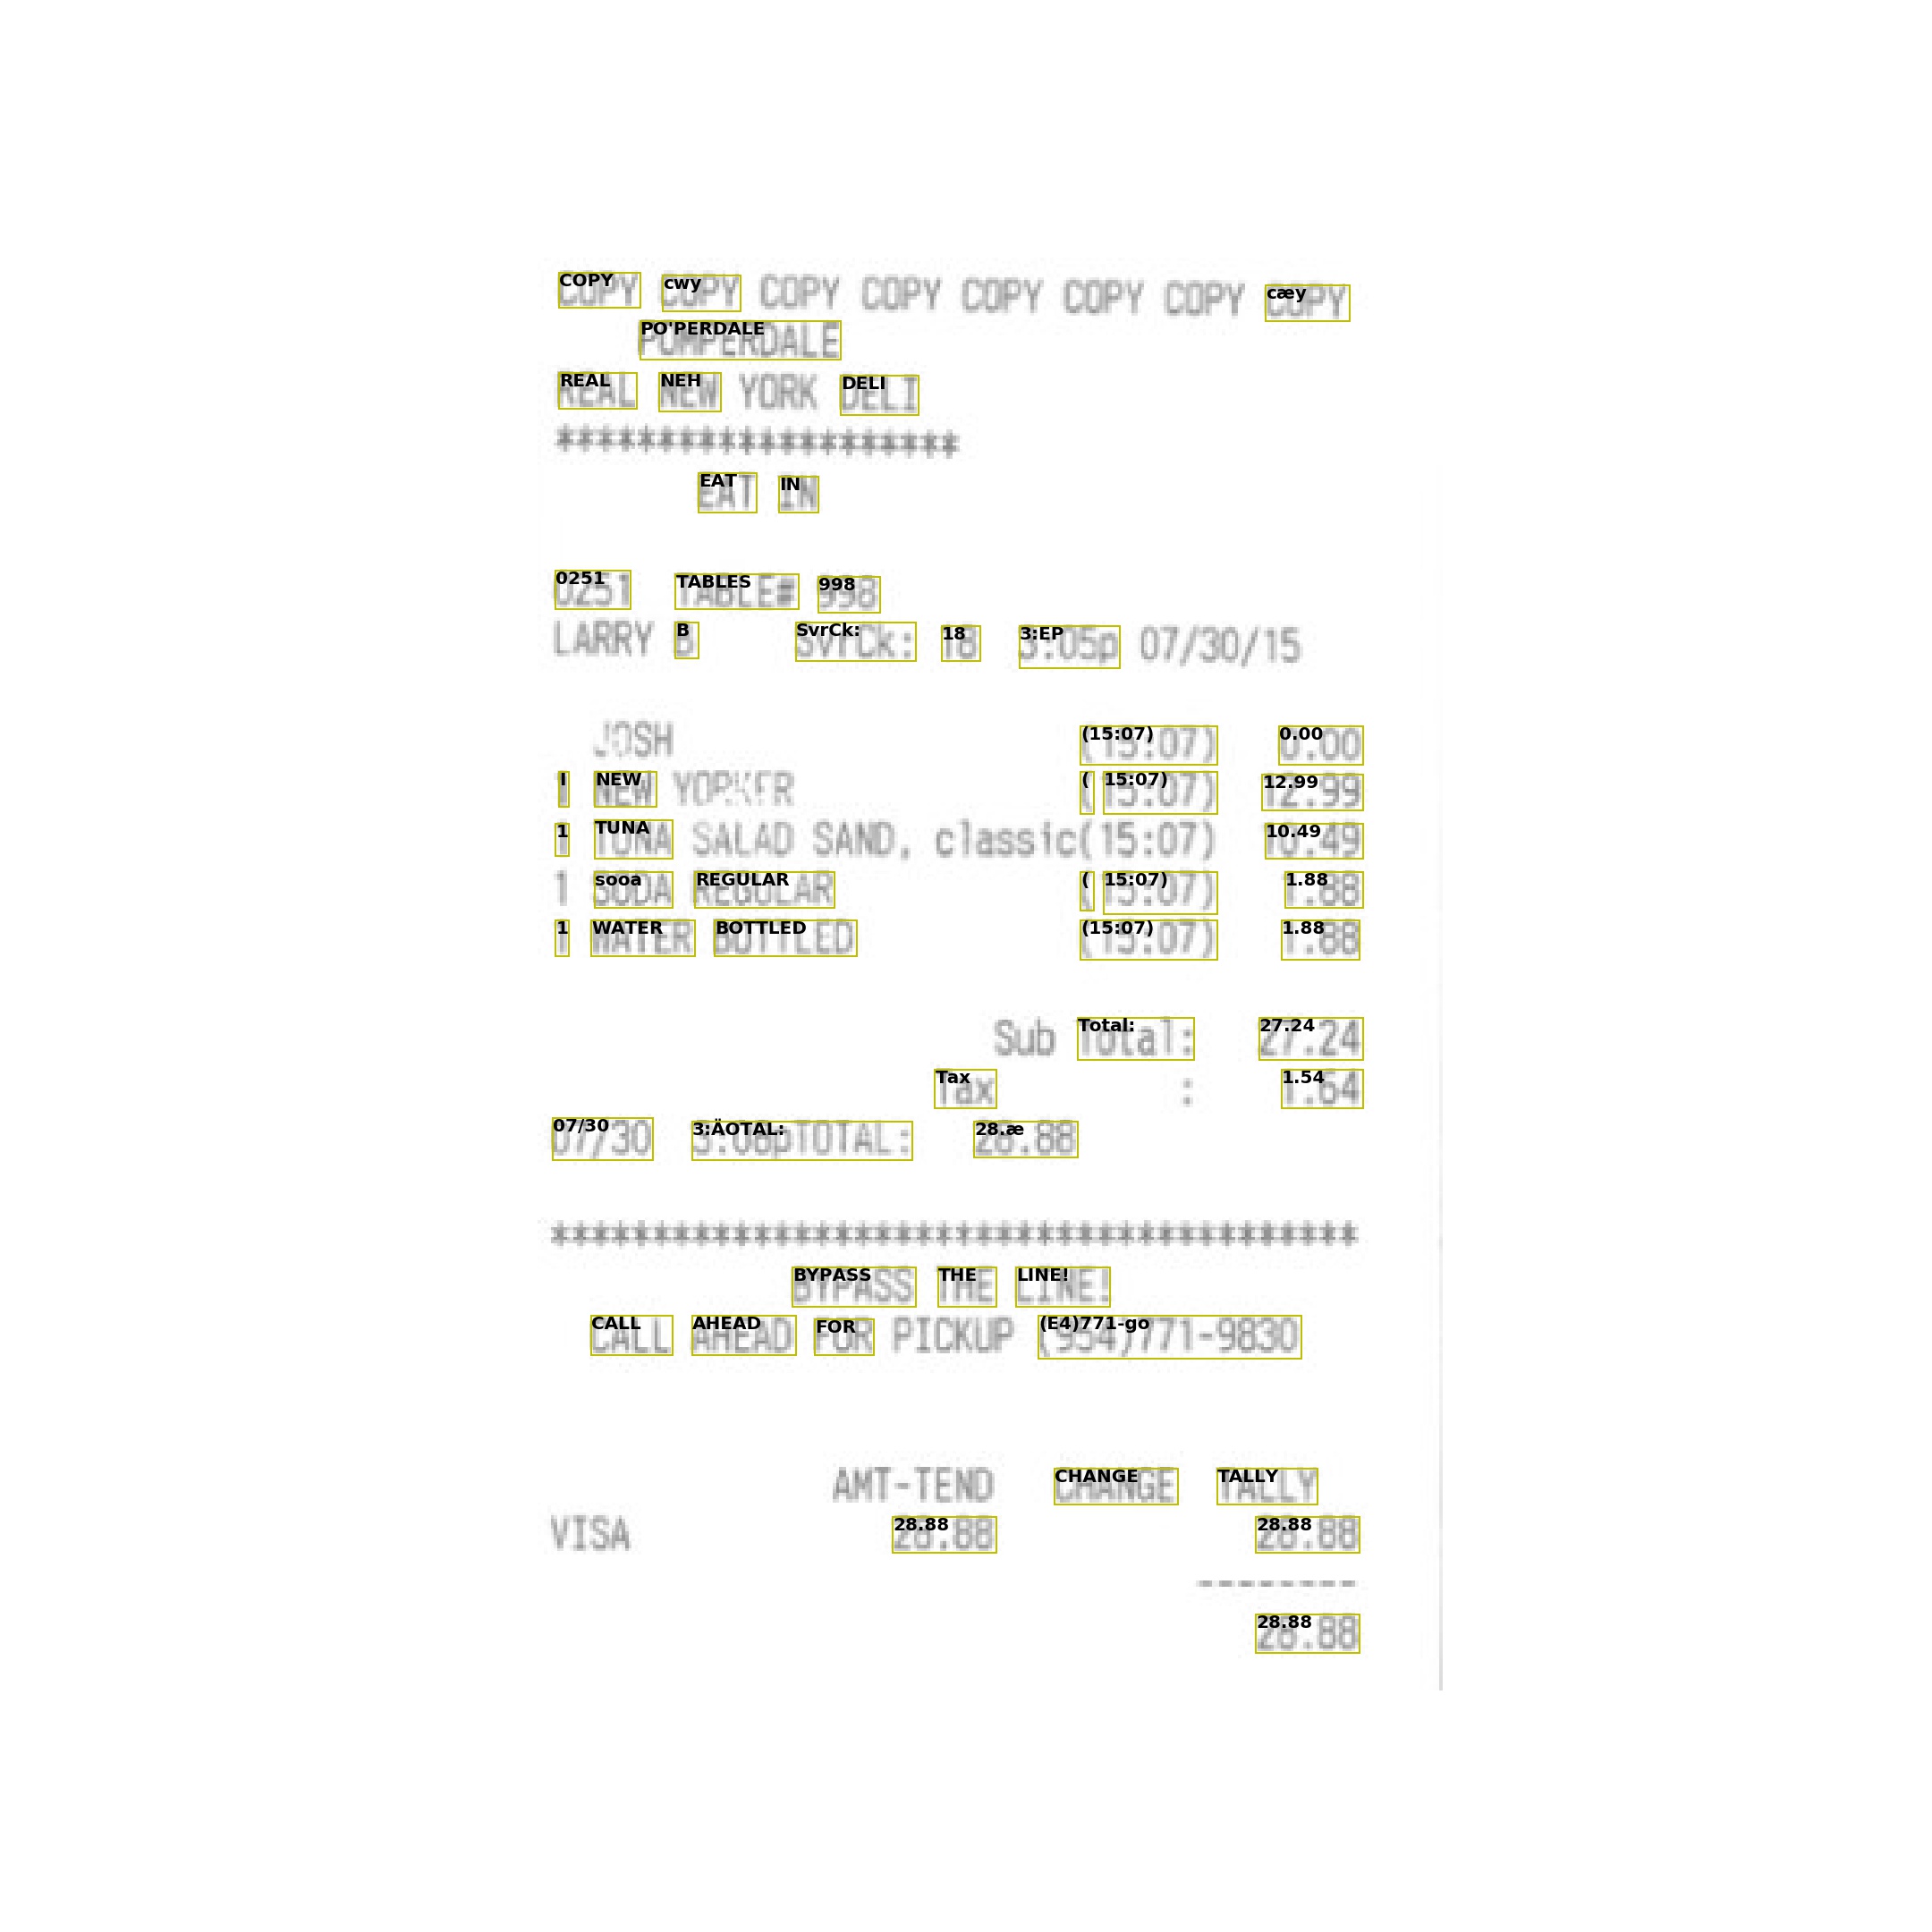 COPY COPY COPY COPY COPY COPY COPY COPY
POMPERDALE
REAL NEW YORK DELI
********************
EAT IN
0251 TABLE# 998
LARRY B SvrCk: 18 3:05p 07/30/15
JOSH (15:07) 0.00
1 NEW YORKER (15:07) 12.99
1 TUNA SALAD SAND, classic(15:07) 10.49
1 SODA REGULAR (15:07) 1.88
1 WATER BOTTLED (15:07) 1.88
Sub Total: 27.24
Tax : 1.64
07/30 3:08pTOTAL: 28.88
****************************************
BYPASS THE LINE!
CALL AHEAD FOR PICKUP (954)771-9830
AMT-TEND CHANGE TALLY
VISA 28.88 28.88
--------
28.88